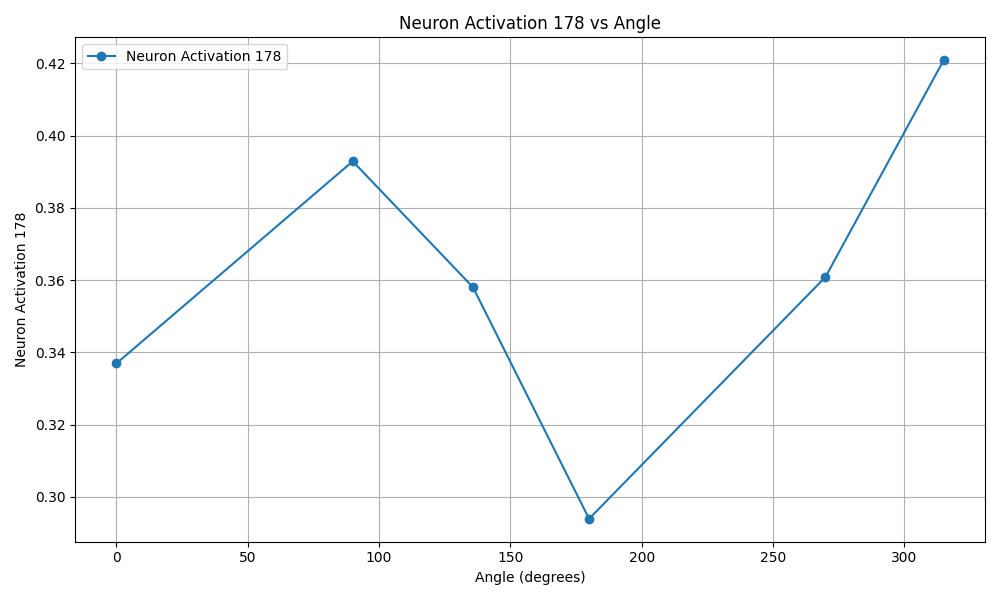 Neuron Activation 178 vs Angle
Neuron Activation 178
0.42
0.40
0.38
0.36
0.34
0.32
0.30
Neuron Activation 178
0 50 100 150 200 250 300
Angle (degrees)